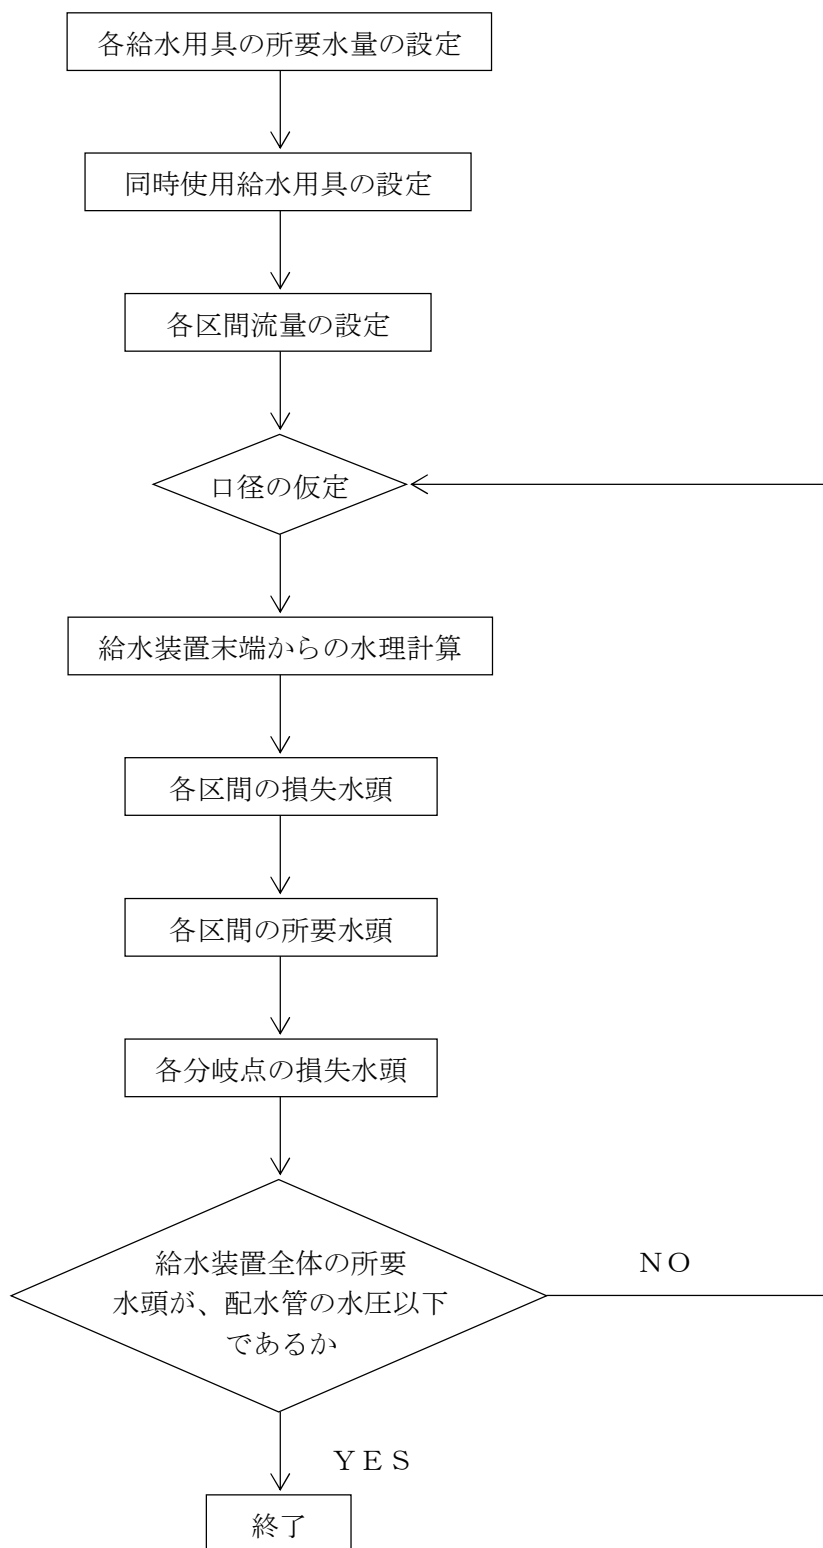 各給水用具の所要水量の設定
同時使用給水用具の設定
各区間流量の設定
口径の仮定
給水装置末端からの水理計算
各区間の損失水頭
各区間の所要水頭
各分岐点の損失水頭
給水装置全体の所要
水頭が、配水管の水圧以下
であるか
ＮＯ
ＹＥＳ
終了